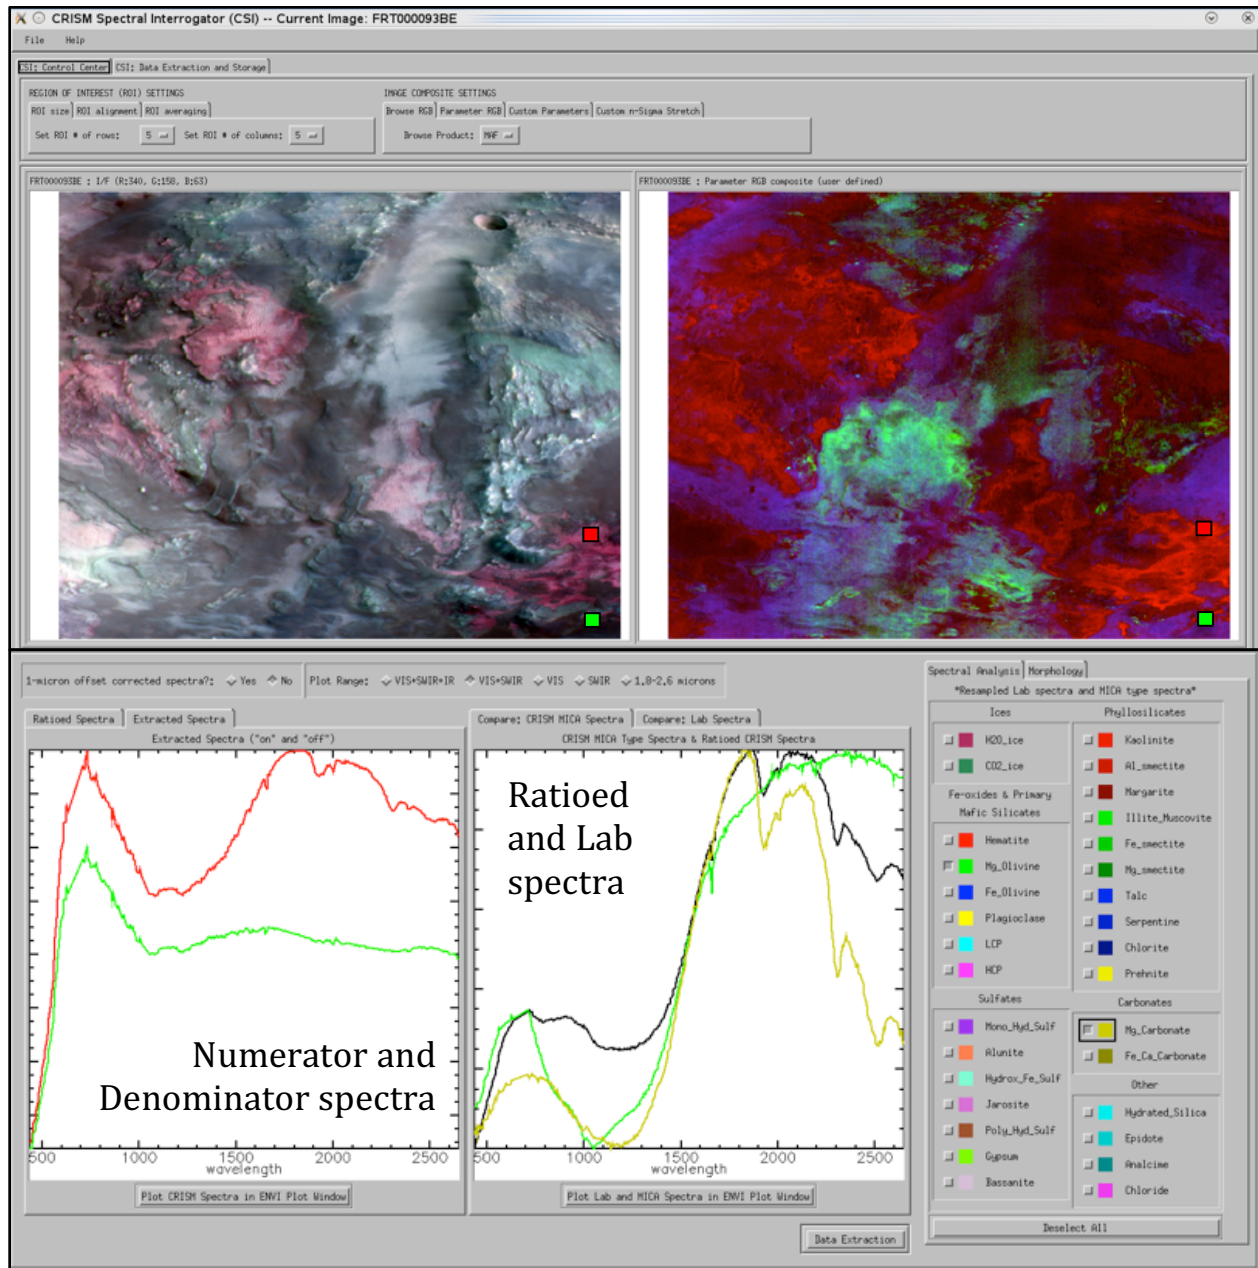 CRISM Spectral Interrogator (CSI) -- Current Image: FRT000093BE
File Help
CSI: Control Center CSI: Data Extraction and Storage
REGION OF INTEREST (ROI) SETTINGS
ROI size ROI alignment ROI averaging
Set ROI # of rows: 5 Set ROI # of columns: 5
IMAGE COMPOSITE SETTINGS
Browse RGB Parameter RGB Custom Parameters Custom n-Sigma Stretch
Browse Product: MAF
FRT000093BE : I/F (R:340, G:158, B:63)
FRT000093BE : Parameter RGB composite (user defined)
1-micron offset corrected spectra?: Yes No
Plot Range: VIS+SWIR+IR VIS+SWIR VIS SWIR 1.8-2.6 microns
Ratioed Spectra Extracted Spectra
Extracted Spectra ("on" and "off")
Numerator and
Denominator spectra
500 1000 1500 2000 2500
wavelength
Plot CRISM Spectra in ENVI Plot Window
Compare: CRISM MICA Spectra Compare: Lab Spectra
CRISM MICA Type Spectra & Ratioed CRISM Spectra
Ratioed
and Lab
spectra
500 1000 1500 2000 2500
wavelength
Plot Lab and MICA Spectra in ENVI Plot Window
Data Extraction
Spectral Analysis Morphology
*Resampled Lab spectra and MICA type spectra*
Ices
H2O_ice
CO2_ice
Fe-oxides & Primary
Mafic Silicates
Hematite
Mg_Olivine
Fe_Olivine
Plagioclase
LCP
HCP
Sulfates
Mono_Hyd_Sulf
Alunite
Hydrox_Fe_Sulf
Jarosite
Poly_Hyd_Sulf
Gypsum
Bassanite
Phyllosilicates
Kaolinite
Al_smectite
Margarite
Illite_Muscovite
Fe_smectite
Mg_smectite
Talc
Serpentine
Chlorite
Prehnite
Carbonates
Mg_Carbonate
Fe_Ca_Carbonate
Other
Hydrated_Silica
Epidote
Analcime
Chloride
Deselect All